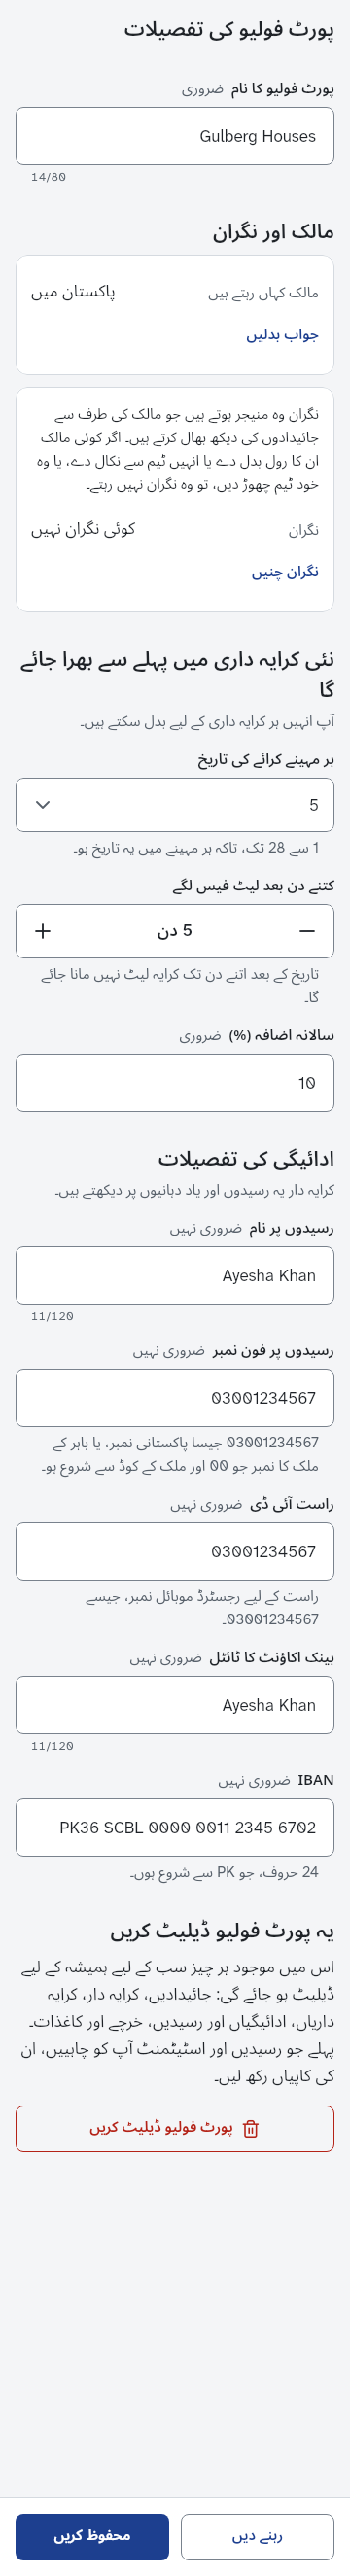 پورٹ فولیو کی تفصیلات
پورٹ فولیو کا نام ضروری
Gulberg Houses
14/80
مالک اور نگران
مالک کہاں رہتے ہیں پاکستان میں
جواب بدلیں
نگران وہ منیجر ہوتے ہیں جو مالک کی طرف سے
جائیدادوں کی دیکھ بھال کرتے ہیں۔ اگر کوئی مالک
ان کا رول بدل دے یا انہیں ٹیم سے نکال دے، یا وہ
خود ٹیم چھوڑ دیں، تو وہ نگران نہیں رہتے۔
نگران کوئی نگران نہیں
نگران چنیں
نئی کرایہ داری میں پہلے سے بھرا جائے
گا
آپ انہیں ہر کرایہ داری کے لیے بدل سکتے ہیں۔
ہر مہینے کرائے کی تاریخ
5
1 سے 28 تک، تاکہ ہر مہینے میں یہ تاریخ ہو۔
کتنے دن بعد لیٹ فیس لگے
5 دن
تاریخ کے بعد اتنے دن تک کرایہ لیٹ نہیں مانا جائے
گا۔
سالانہ اضافہ (%) ضروری
10
ادائیگی کی تفصیلات
کرایہ دار یہ رسیدوں اور یاد دہانیوں پر دیکھتے ہیں۔
رسیدوں پر نام ضروری نہیں
Ayesha Khan
11/120
رسیدوں پر فون نمبر ضروری نہیں
03001234567
03001234567 جیسا پاکستانی نمبر، یا باہر کے
ملک کا نمبر جو 00 اور ملک کے کوڈ سے شروع ہو۔
راست آئی ڈی ضروری نہیں
03001234567
راست کے لیے رجسٹرڈ موبائل نمبر، جیسے
03001234567۔
بینک اکاؤنٹ کا ٹائٹل ضروری نہیں
Ayesha Khan
11/120
IBAN ضروری نہیں
PK36 SCBL 0000 0011 2345 6702
24 حروف، جو PK سے شروع ہوں۔
یہ پورٹ فولیو ڈیلیٹ کریں
اس میں موجود ہر چیز سب کے لیے ہمیشہ کے لیے
ڈیلیٹ ہو جائے گی: جائیدادیں، کرایہ دار، کرایہ
داریاں، ادائیگیاں اور رسیدیں، خرچے اور کاغذات۔
پہلے جو رسیدیں اور اسٹیٹمنٹ آپ کو چاہییں، ان
کی کاپیاں رکھ لیں۔
پورٹ فولیو ڈیلیٹ کریں
رہنے دیں
محفوظ کریں